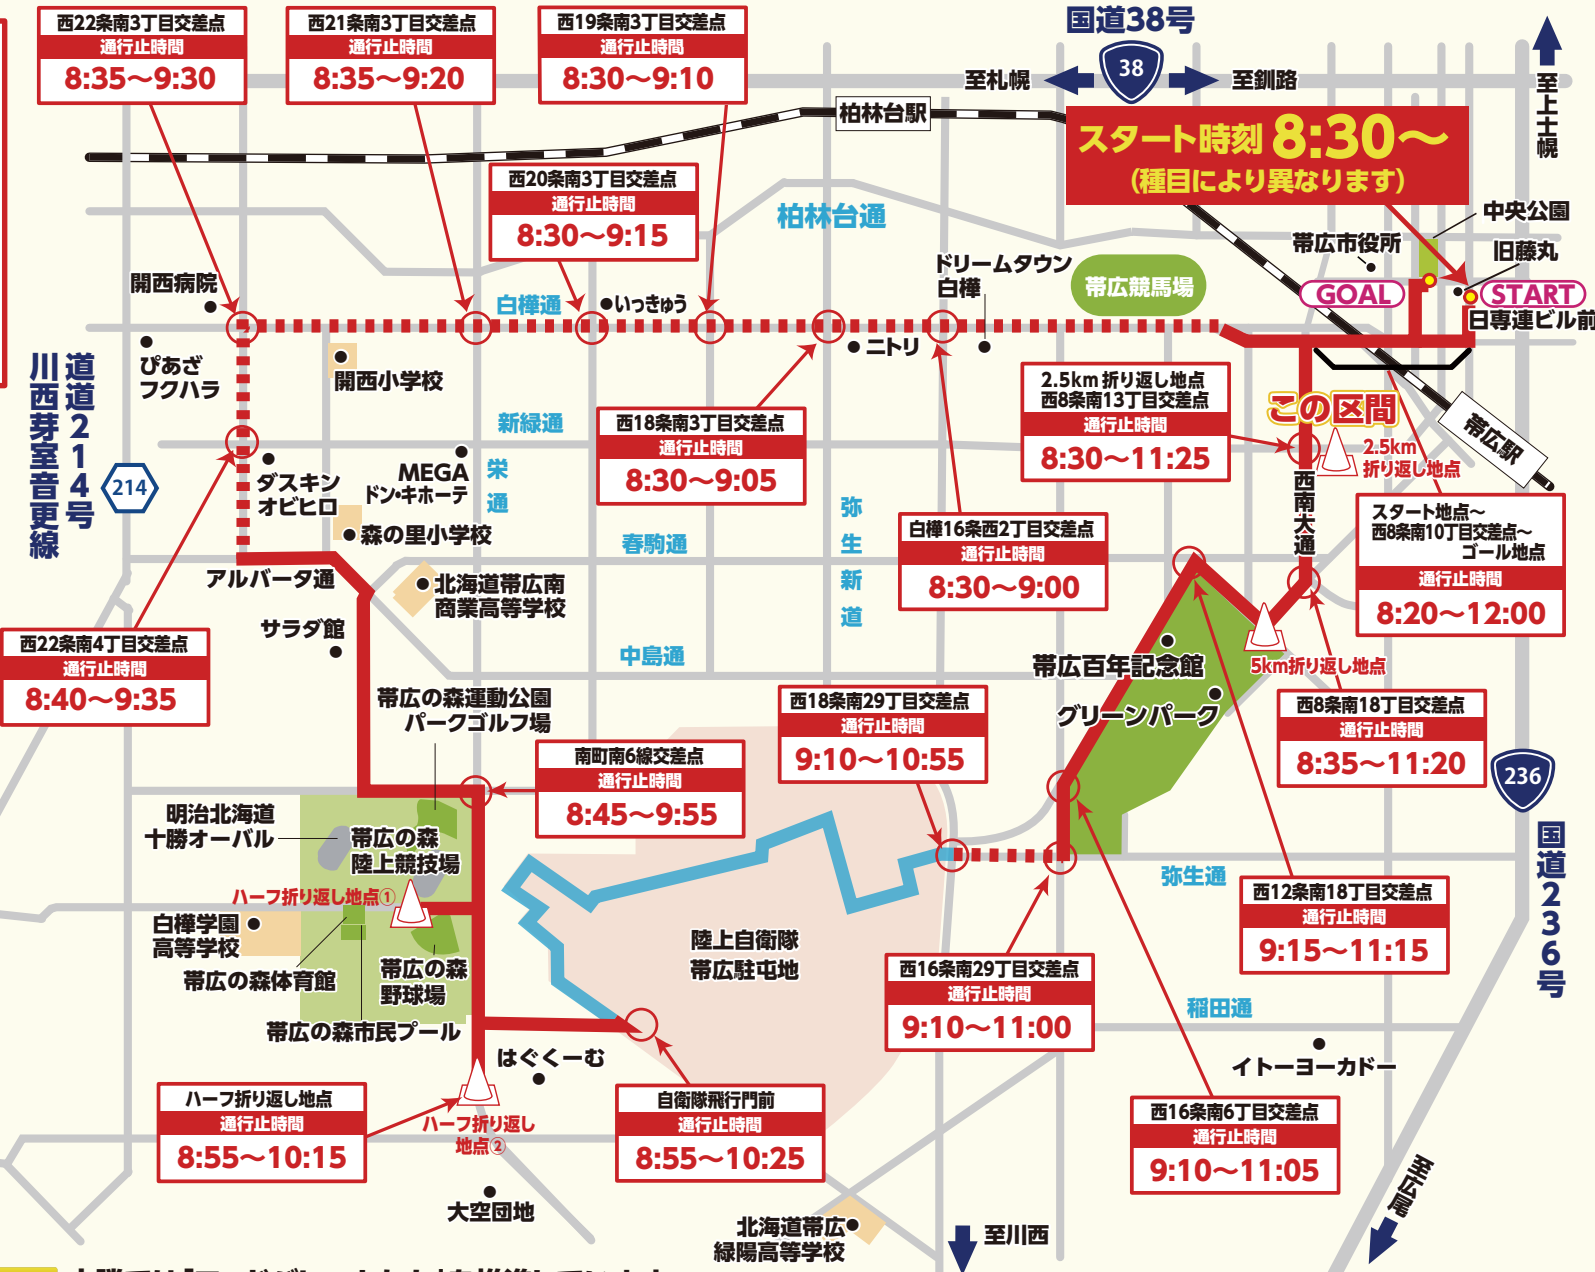 西22条南3丁目交差点
通行止時間
8:35〜9:30
西21条南3丁目交差点
通行止時間
8:35〜9:20
西19条南3丁目交差点
通行止時間
8:30〜9:10
国道38号
至札幌
38
至釧路
至上士幌
柏林台駅
スタート時刻 8:30〜
(種目により異なります)
西20条南3丁目交差点
通行止時間
8:30〜9:15
柏林台通
中央公園
帯広市役所
旧藤丸
開西病院
白樺通
いっきゅう
ドリームタウン
白樺
帯広競馬場
GOAL
START
日専連ビル前
ぴあざ
フクハラ
開西小学校
ニトリ
道道214号
川西芽室音更線
214
新緑通
西18条南3丁目交差点
通行止時間
8:30〜9:05
2.5km 折り返し地点
西8条南13丁目交差点
通行止時間
8:30〜11:25
この区間
2.5km
折り返し地点
帯広駅
ダスキン
オビヒロ
MEGA
ドン・キホーテ
栄通
西南大通
森の里小学校
春駒通
弥生新道
白樺16条西2丁目交差点
通行止時間
8:30〜9:00
スタート地点〜
西8条南10丁目交差点〜
ゴール地点
通行止時間
8:20〜12:00
アルバータ通
北海道帯広南
商業高等学校
サラダ館
西22条南4丁目交差点
通行止時間
8:40〜9:35
中島通
帯広百年記念館
5km折り返し地点
グリーンパーク
帯広の森運動公園
パークゴルフ場
西18条南29丁目交差点
通行止時間
9:10〜10:55
西8条南18丁目交差点
通行止時間
8:35〜11:20
236
国道236号
南町南6線交差点
通行止時間
8:45〜9:55
明治北海道
十勝オーバル
帯広の森
陸上競技場
ハーフ折り返し地点①
白樺学園
高等学校
帯広の森体育館
帯広の森
野球場
帯広の森市民プール
陸上自衛隊
帯広駐屯地
弥生通
西12条南18丁目交差点
通行止時間
9:15〜11:15
西16条南29丁目交差点
通行止時間
9:10〜11:00
稲田通
イトーヨーカドー
はぐくーむ
ハーフ折り返し地点
通行止時間
8:55〜10:15
ハーフ折り返し
地点②
自衛隊飛行門前
通行止時間
8:55〜10:25
西16条南6丁目交差点
通行止時間
9:10〜11:05
大空団地
北海道帯広
緑陽高等学校
至川西
至広尾